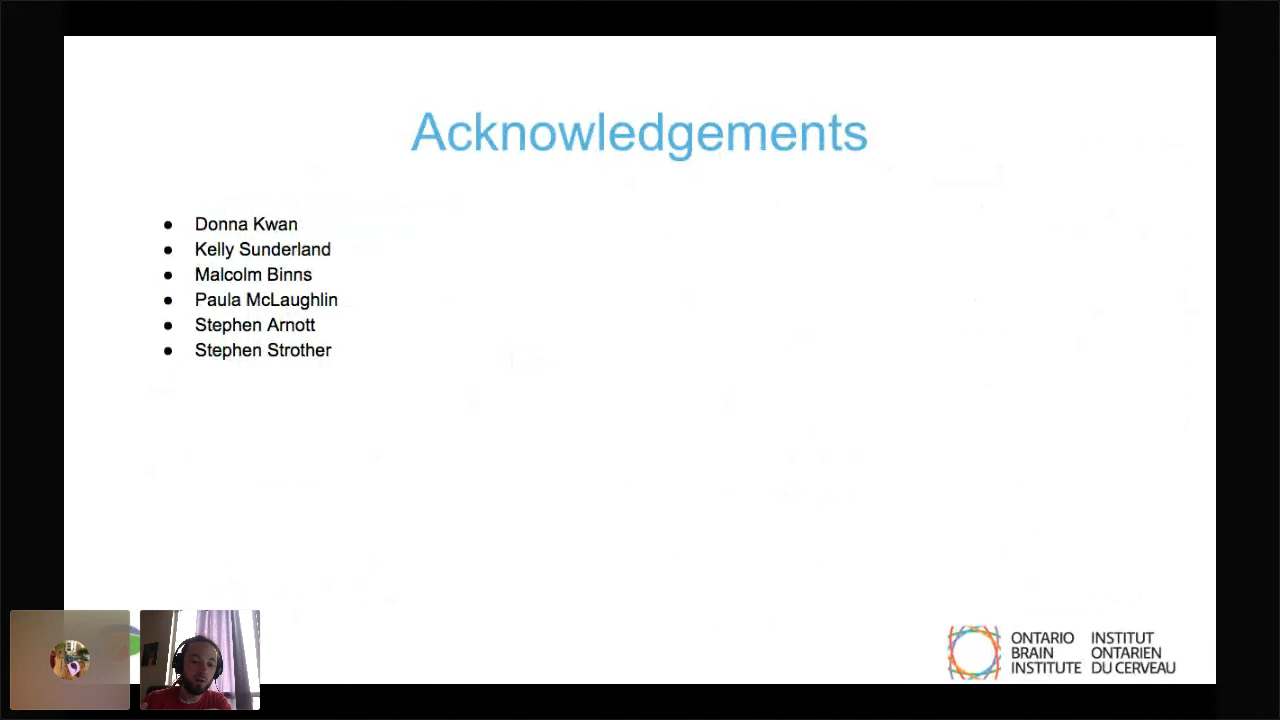 Acknowledgements
● Donna Kwan
● Kelly Sunderland
● Malcolm Binns
● Paula McLaughlin
● Stephen Arnott
● Stephen Strother
ONTARIO
BRAIN
INSTITUTE
INSTITUT
ONTARIEN
DU CERVEAU